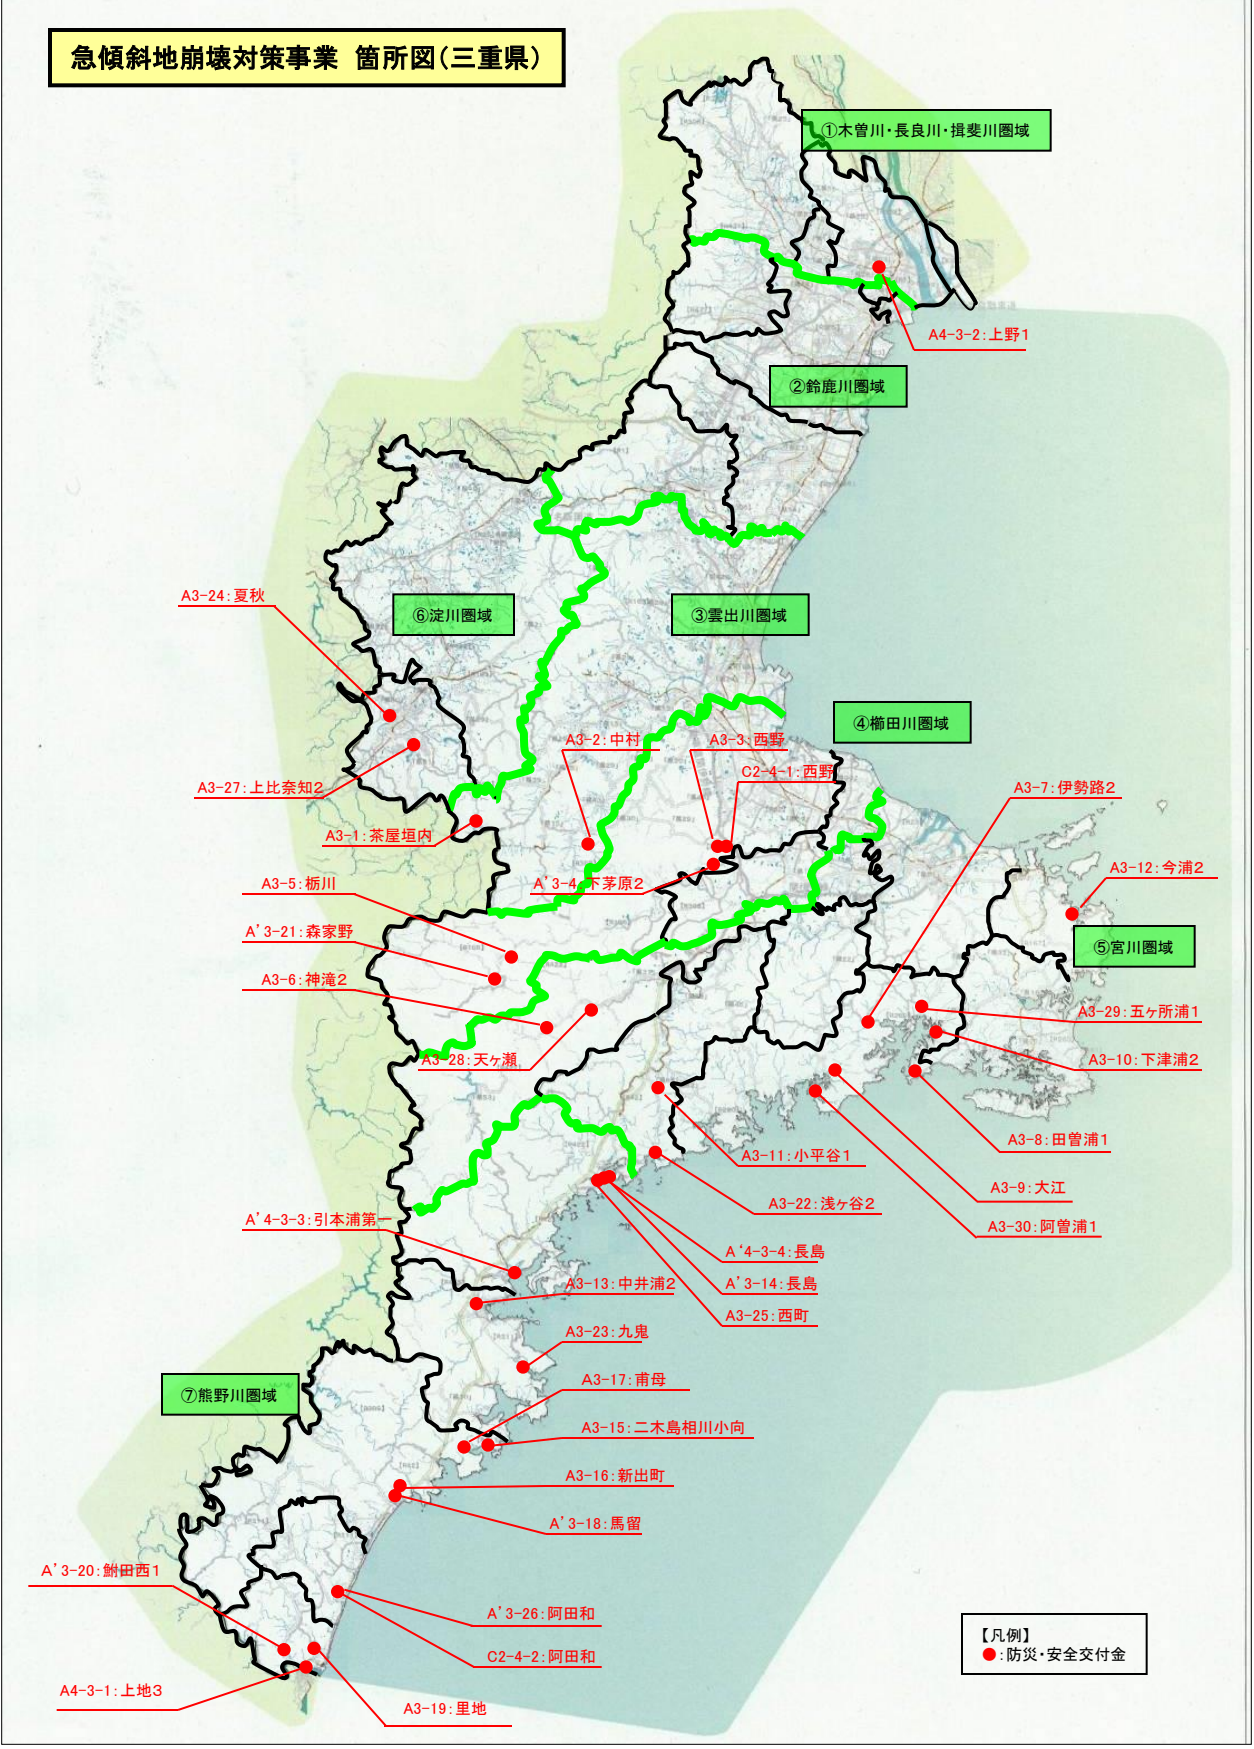 急傾斜地崩壊対策事業 箇所図(三重県)
①木曽川・長良川・揖斐川圏域
A4-3-2:上野1
②鈴鹿川圏域
A3-24:夏秋
⑥淀川圏域
③雲出川圏域
④櫛田川圏域
A3-2:中村
A3-3:西野
C2-4-1:西野
A3-27:上比奈知2
A3-7:伊勢路2
A3-1:茶屋垣内
A3-12:今浦2
A3-5:栃川
A'3-4:下茅原2
A'3-21:森家野
⑤宮川圏域
A3-6:神滝2
A3-29:五ヶ所浦1
A3-28:天ヶ瀬
A3-10:下津浦2
A3-8:田曽浦1
A3-11:小平谷1
A3-9:大江
A3-22:浅ヶ谷2
A'4-3-3:引本浦第一
A3-30:阿曽浦1
A‘4-3-4:長島
A3-13:中井浦2
A'3-14:長島
A3-25:西町
A3-23:九鬼
A3-17:甫母
⑦熊野川圏域
A3-15:二木島相川小向
A3-16:新出町
A'3-18:馬留
A'3-20:鮒田西1
A'3-26:阿田和
C2-4-2:阿田和
【凡例】
●:防災・安全交付金
A4-3-1:上地3
A3-19:里地